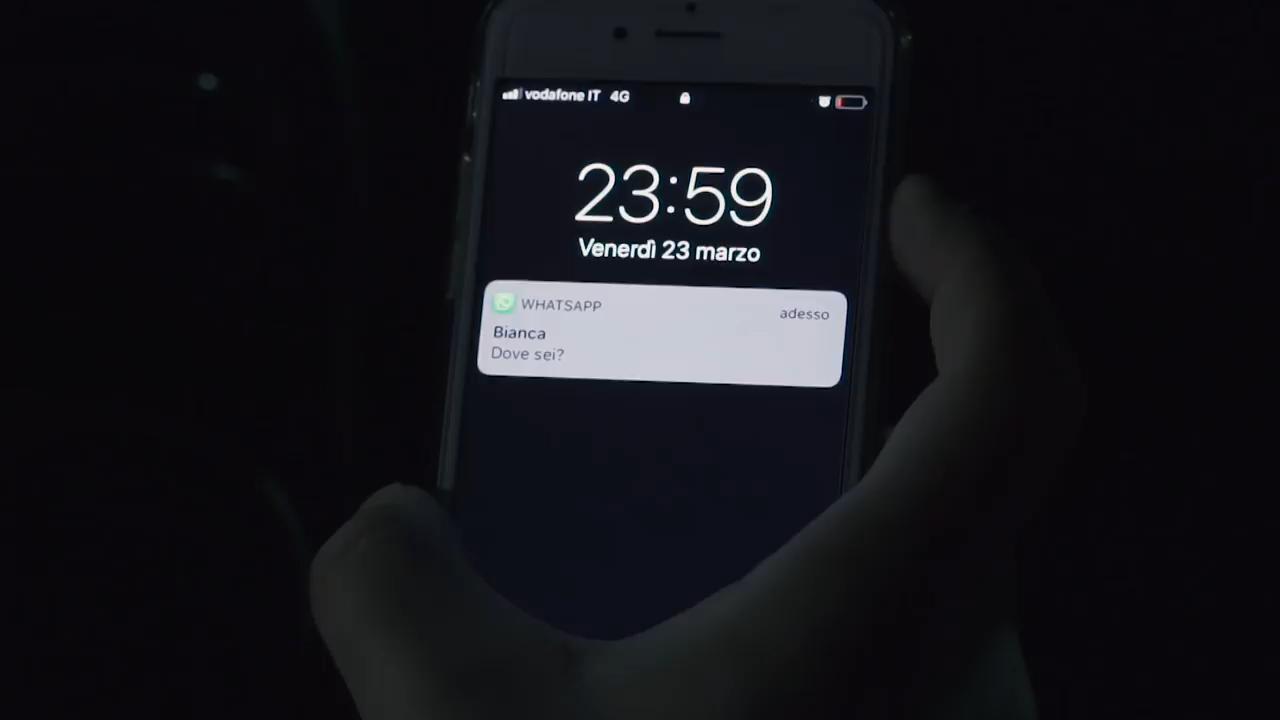 vodafone IT 4G
23:59
Venerdì 23 marzo
WHATSAPP adesso
Bianca
Dove sei?